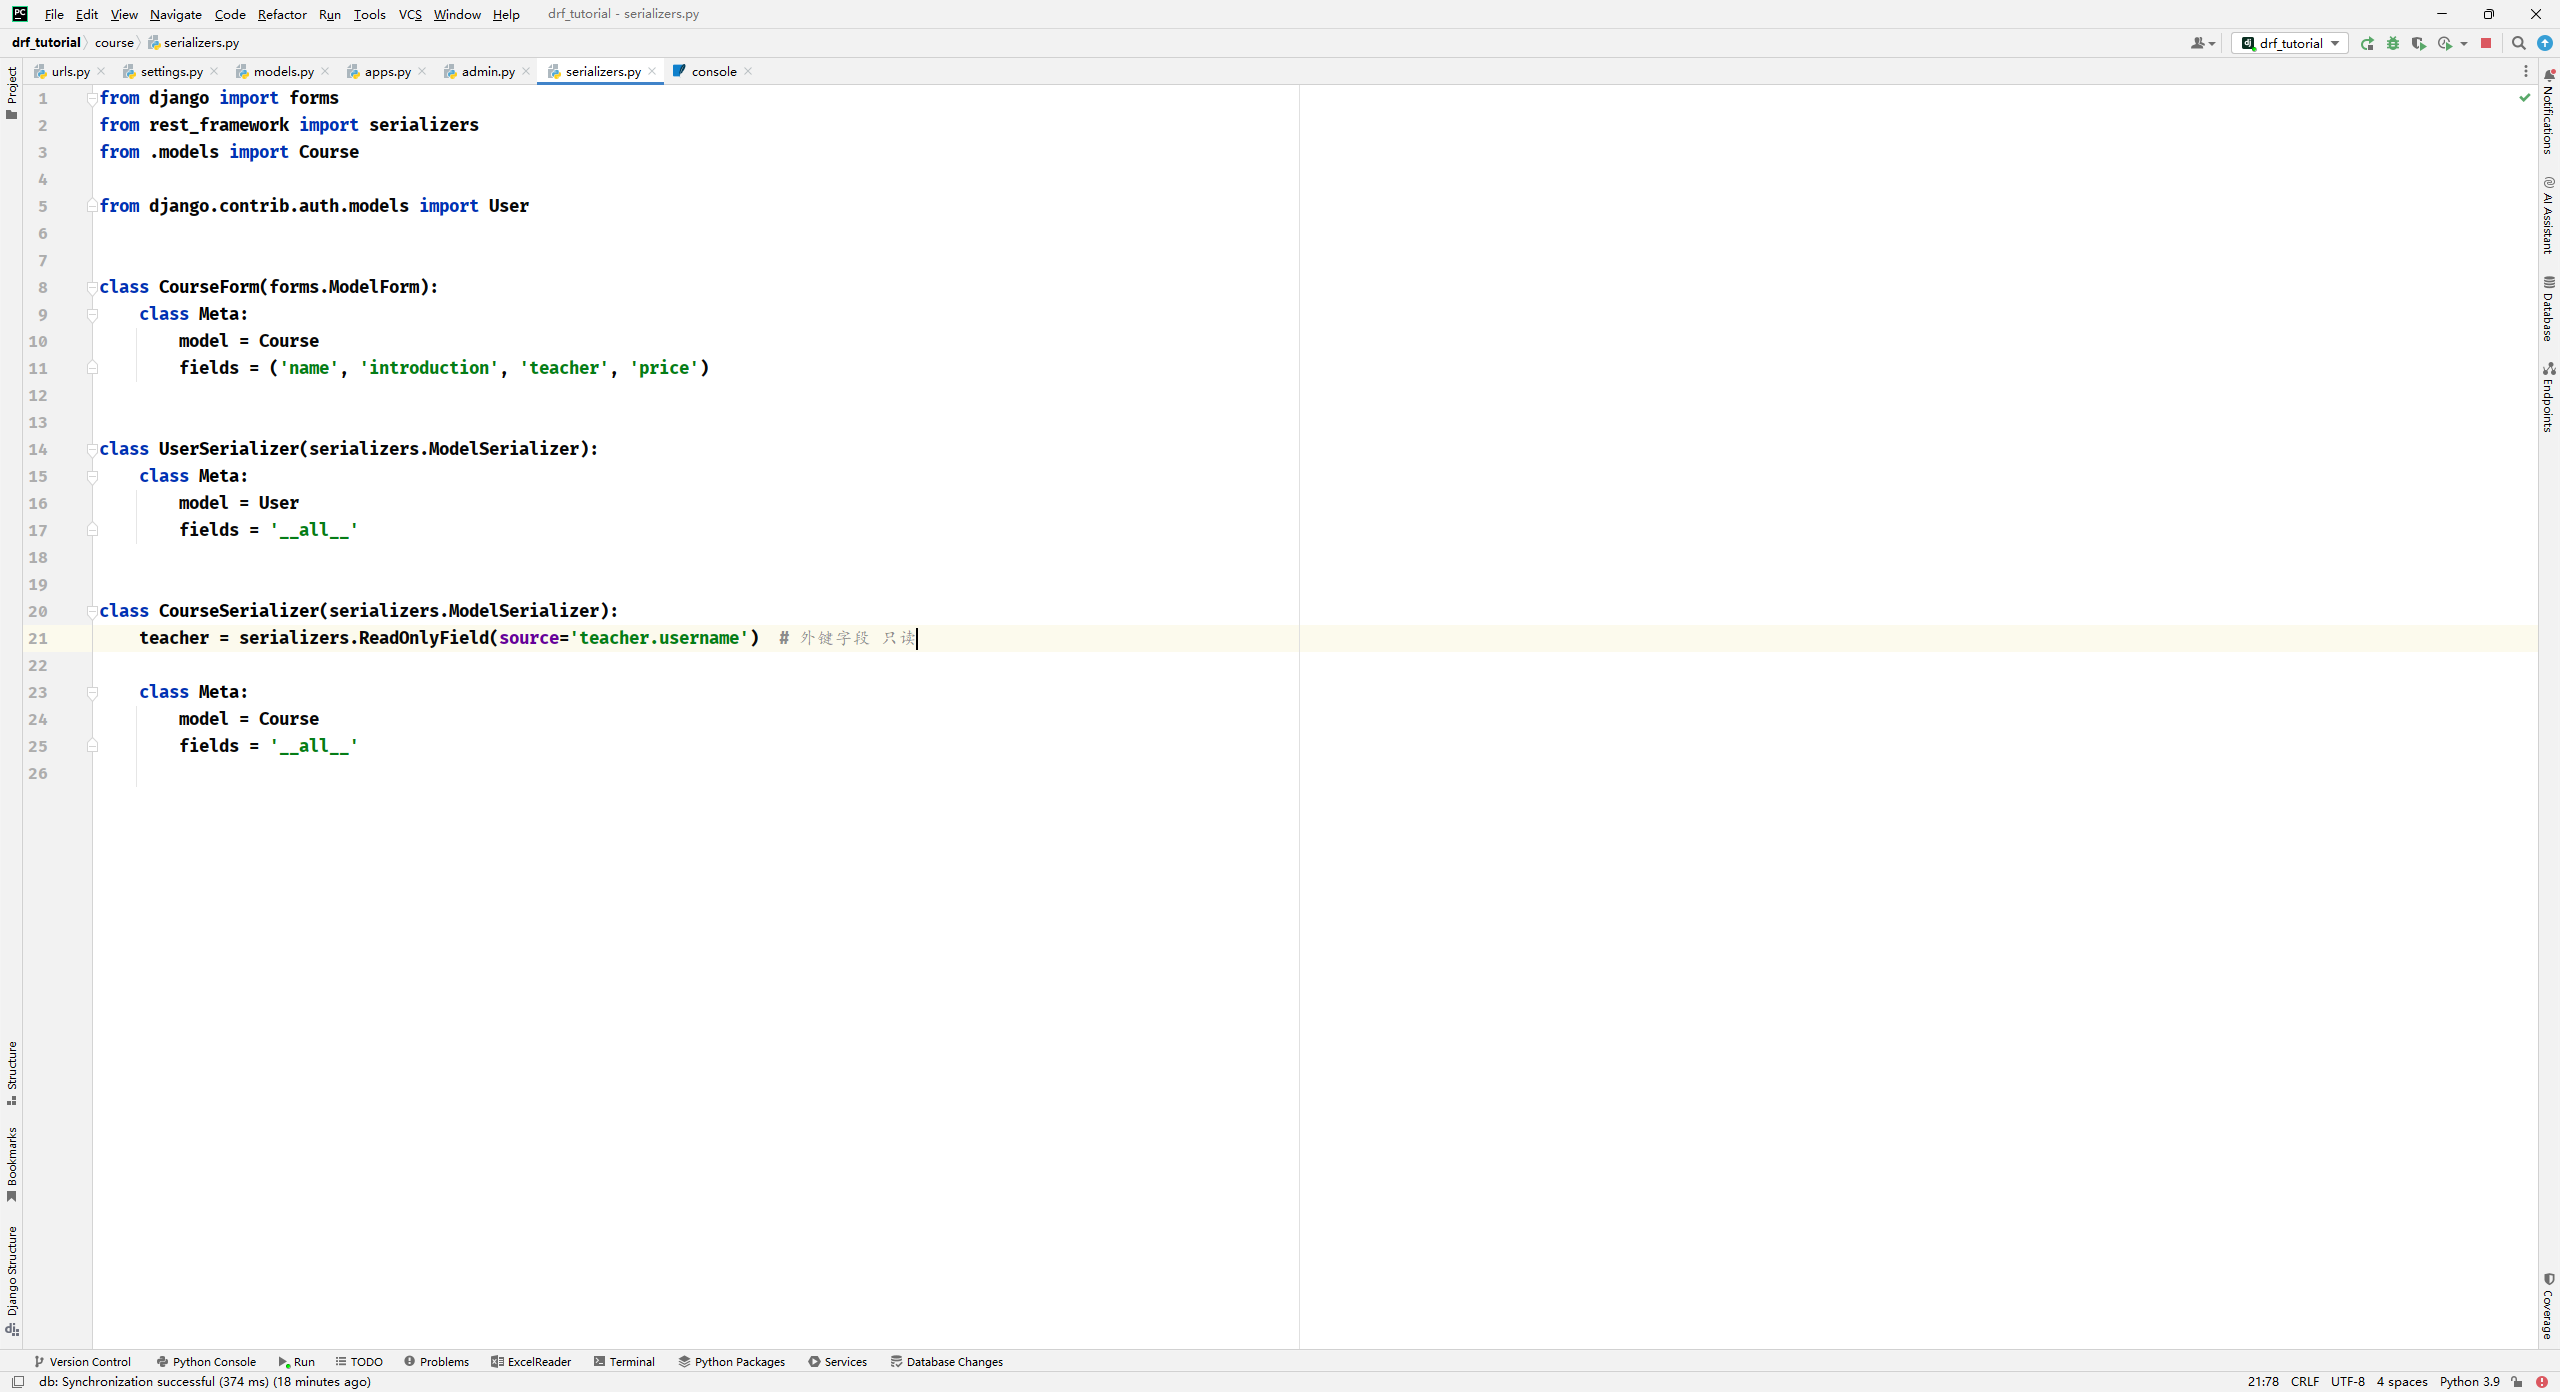 File Edit View Navigate Code Refactor Run Tools VCS Window Help drf_tutorial - serializers.py
drf_tutorial course serializers.py drf_tutorial
urls.py settings.py models.py apps.py admin.py serializers.py console
1 from django import forms
2 from rest_framework import serializers
3 from .models import Course
4
5 from django.contrib.auth.models import User
6
7
8 class CourseForm(forms.ModelForm):
9     class Meta:
10         model = Course
11         fields = ('name', 'introduction', 'teacher', 'price')
12
13
14 class UserSerializer(serializers.ModelSerializer):
15     class Meta:
16         model = User
17         fields = '__all__'
18
19
20 class CourseSerializer(serializers.ModelSerializer):
21     teacher = serializers.ReadOnlyField(source='teacher.username')  # 外键字段 只读
22
23     class Meta:
24         model = Course
25         fields = '__all__'
26
Project
Structure
Bookmarks
Django Structure
Notifications
AI Assistant
Database
Endpoints
Coverage
Version Control Python Console Run TODO Problems ExcelReader Terminal Python Packages Services Database Changes
db: Synchronization successful (374 ms) (18 minutes ago) 21:78 CRLF UTF-8 4 spaces Python 3.9